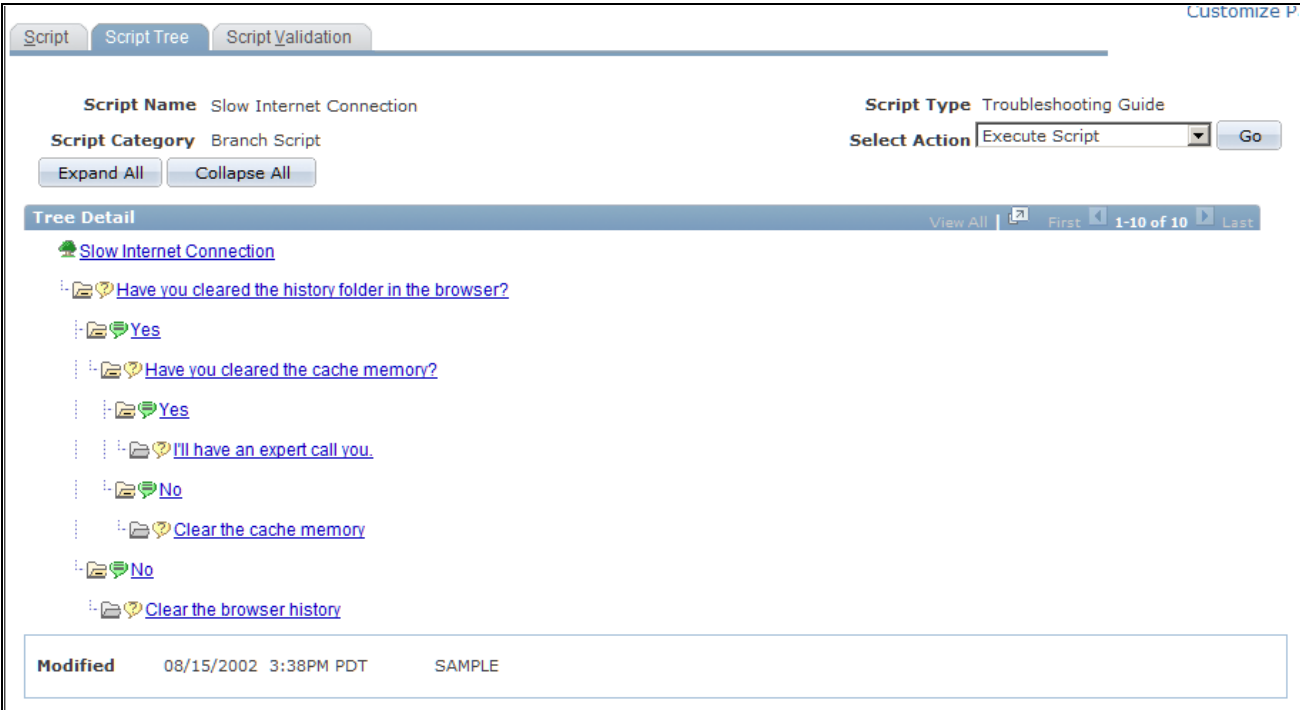 Customize P
Script Script Tree Script Validation
Script Name Slow Internet Connection Script Type Troubleshooting Guide
Script Category Branch Script Select Action Execute Script Go
Expand All Collapse All
Tree Detail View All | First 1-10 of 10 Last
Slow Internet Connection
Have you cleared the history folder in the browser?
Yes
Have you cleared the cache memory?
Yes
I'll have an expert call you.
No
Clear the cache memory
No
Clear the browser history
Modified 08/15/2002 3:38PM PDT SAMPLE